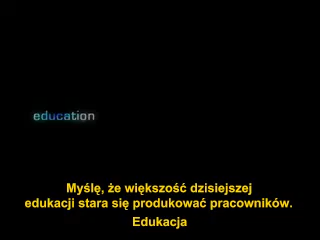 education
Myślę, że większość dzisiejszej
edukacji stara się produkować pracowników.
Edukacja